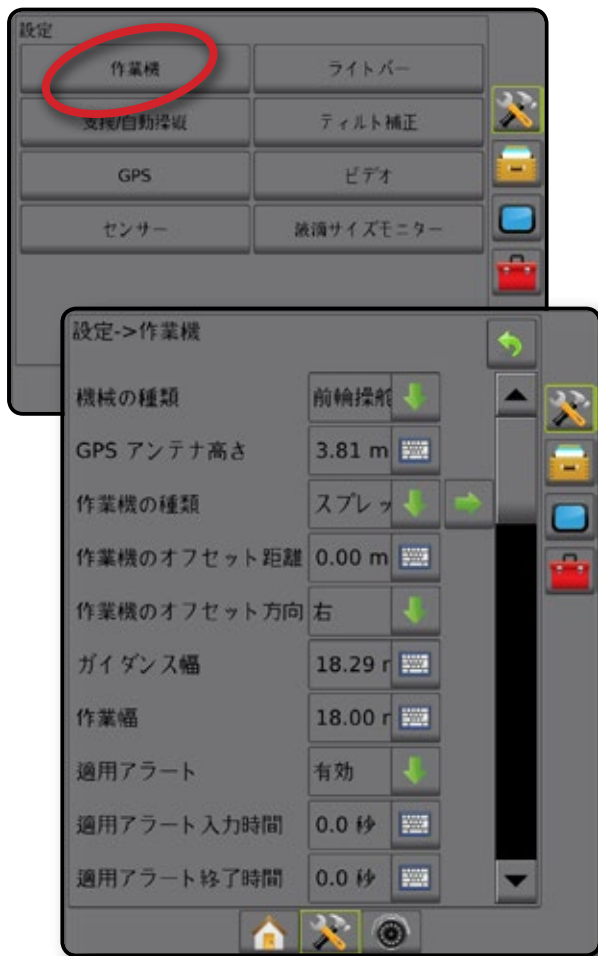 設定
作業機 ライトバー
支援/自動操縦 ティルト補正
GPS ビデオ
センサー 液滴サイズモニター
設定->作業機
機械の種類 前輪操舵
GPS アンテナ高さ 3.81 m
作業機の種類 スプレッ
作業機のオフセット距離 0.00 m
作業機のオフセット方向 右
ガイダンス幅 18.29 m
作業幅 18.00 m
適用アラート 有効
適用アラート入力時間 0.0 秒
適用アラート終了時間 0.0 秒